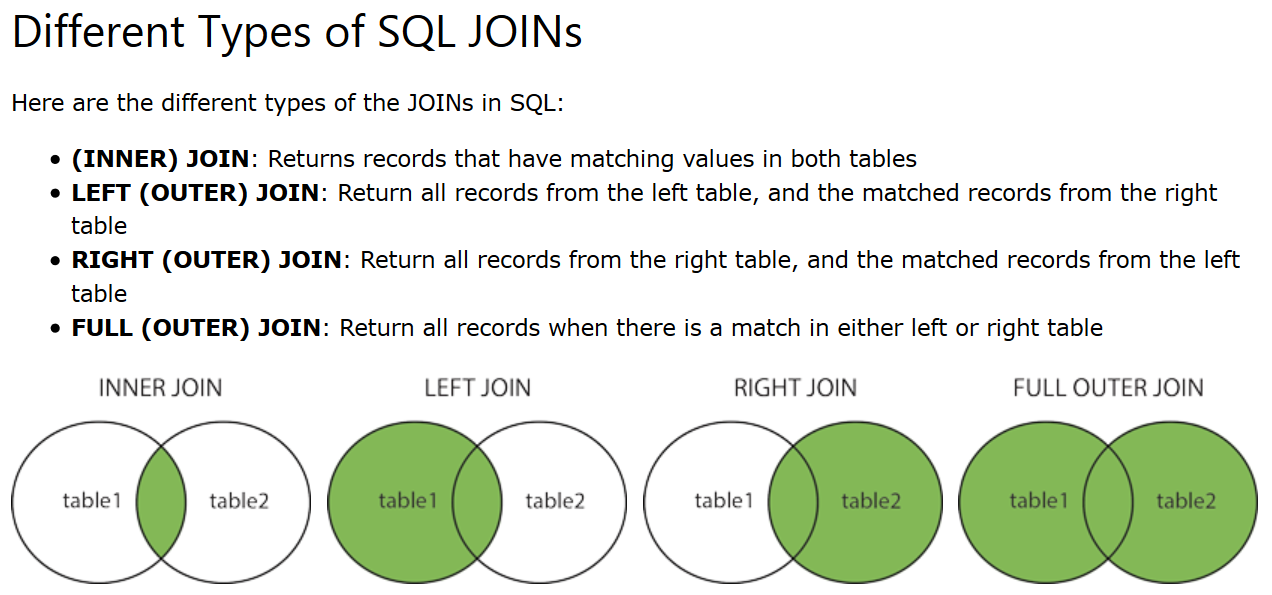 Different Types of SQL JOINs
Here are the different types of the JOINs in SQL:
• (INNER) JOIN: Returns records that have matching values in both tables
• LEFT (OUTER) JOIN: Return all records from the left table, and the matched records from the right
table
• RIGHT (OUTER) JOIN: Return all records from the right table, and the matched records from the left
table
• FULL (OUTER) JOIN: Return all records when there is a match in either left or right table
INNER JOIN
table1 table2
LEFT JOIN
table1 table2
RIGHT JOIN
table1 table2
FULL OUTER JOIN
table1 table2